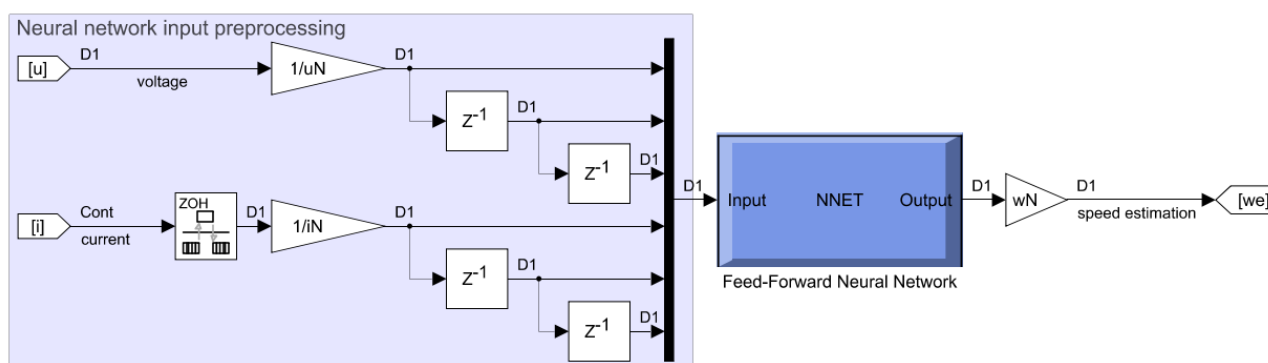 Neural network input preprocessing
[u]
D1
voltage
1/uN
D1
Z-1
D1
Z-1
D1
[i]
Cont
current
ZOH
D1
1/iN
D1
Z-1
D1
Z-1
D1
D1
Input
NNET
Output
Feed-Forward Neural Network
D1
wN
D1
speed estimation
[we]